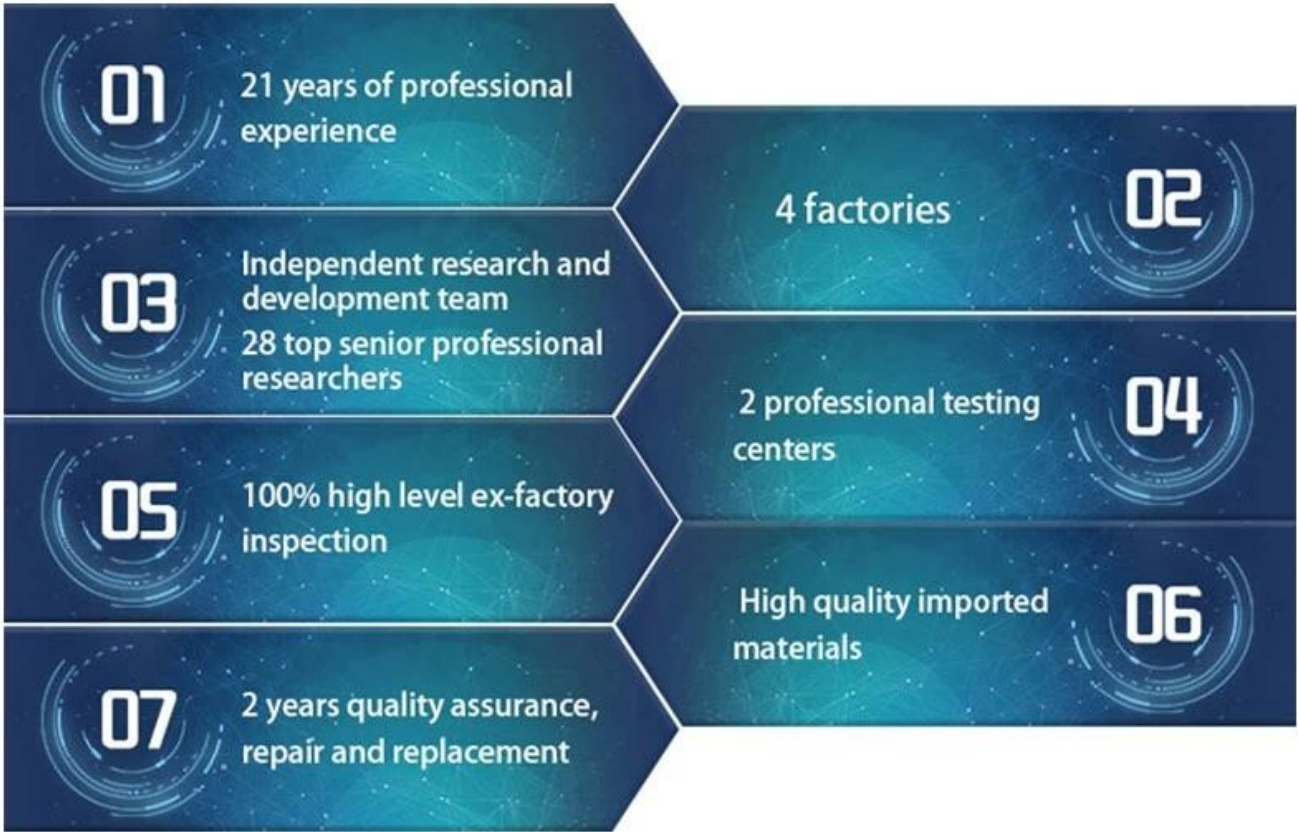 01
21 years of professional
experience
02
4 factories
03
Independent research and
development team
28 top senior professional
researchers
04
2 professional testing
centers
05
100% high level ex-factory
inspection
06
High quality imported
materials
07
2 years quality assurance,
repair and replacement